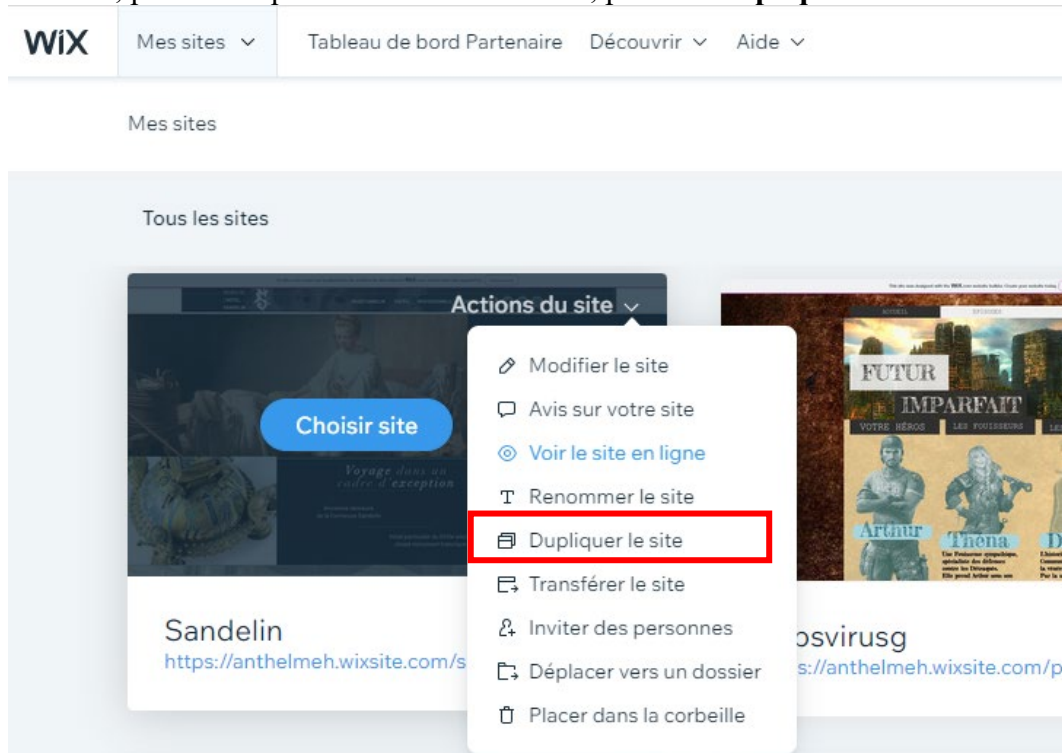 WiX Mes sites Tableau de bord Partenaire Découvrir Aide
Mes sites
Tous les sites
Actions du site
Modifier le site
Avis sur votre site
Voir le site en ligne
Renommer le site
Dupliquer le site
Transférer le site
Inviter des personnes
Déplacer vers un dossier
Placer dans la corbeille
Choisir site
Voyage dans un
cadre d'exception
Sandelin
https://anthelmeh.wixsite.com/s
ACCUEIL EPISODES
FUTUR
IMPARFAIT
VOTRE HÉROS LES FOUISSEURS
Arthur Théna
osvirusg
s://anthelmeh.wixsite.com/p